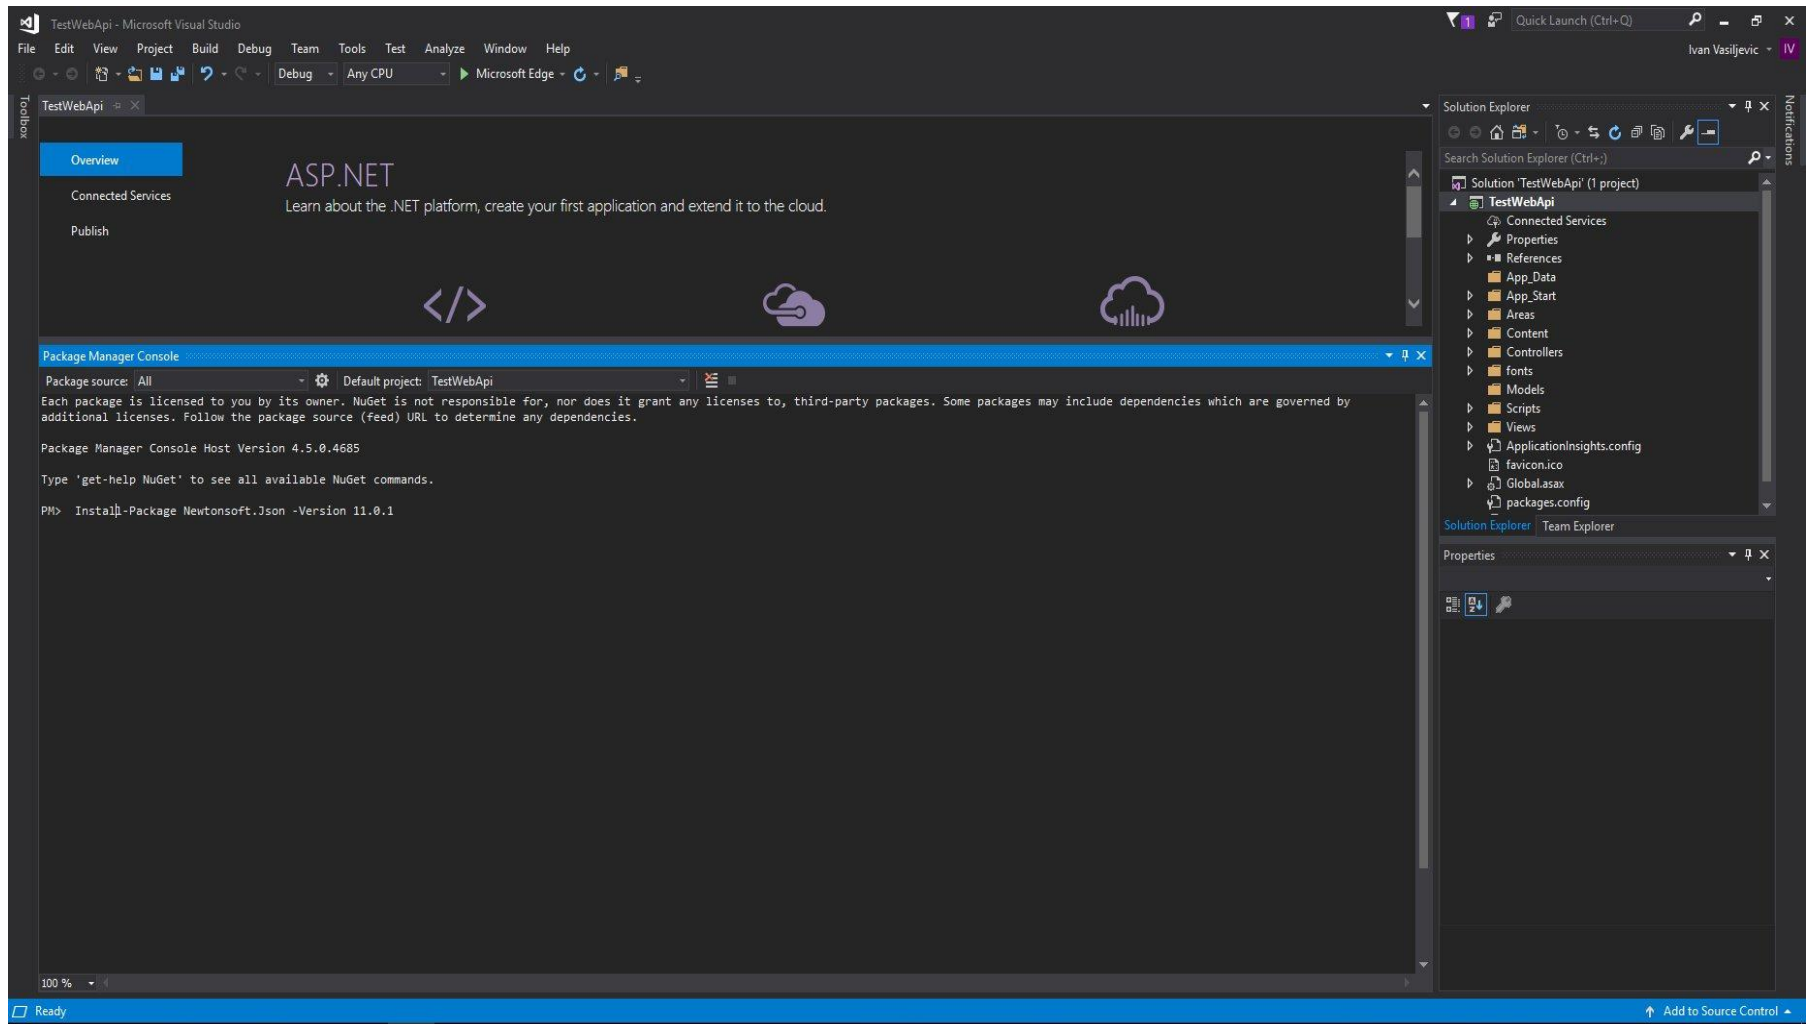 TestWebApi - Microsoft Visual Studio
1
Quick Launch (Ctrl+Q)
File Edit View Project Build Debug Team Tools Test Analyze Window Help
Ivan Vasiljevic IV
Debug Any CPU Microsoft Edge
Toolbox
TestWebApi
Overview
Connected Services
Publish
ASP.NET
Learn about the .NET platform, create your first application and extend it to the cloud.
Package Manager Console
Package source: All Default project: TestWebApi
Each package is licensed to you by its owner. NuGet is not responsible for, nor does it grant any licenses to, third-party packages. Some packages may include dependencies which are governed by
additional licenses. Follow the package source (feed) URL to determine any dependencies.
Package Manager Console Host Version 4.5.0.4685
Type 'get-help NuGet' to see all available NuGet commands.
PM> Install-Package Newtonsoft.Json -Version 11.0.1
100 %
Solution Explorer
Search Solution Explorer (Ctrl+;)
Solution 'TestWebApi' (1 project)
TestWebApi
Connected Services
Properties
References
App_Data
App_Start
Areas
Content
Controllers
fonts
Models
Scripts
Views
ApplicationInsights.config
favicon.ico
Global.asax
packages.config
Solution Explorer Team Explorer
Properties
Notifications
Ready
Add to Source Control